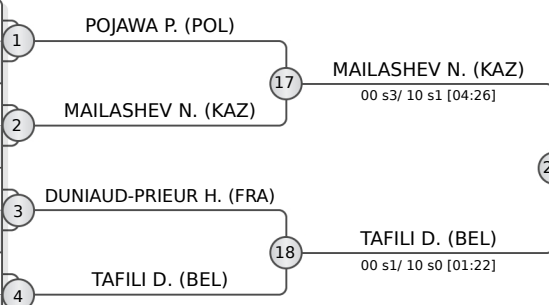 POJAWA P. (POL)
1
MAILASHEV N. (KAZ)
17
00 s3/ 10 s1 [04:26]
MAILASHEV N. (KAZ)
2
DUNIAUD-PRIEUR H. (FRA)
3
TAFILI D. (BEL)
18
00 s1/ 10 s0 [01:22]
TAFILI D. (BEL)
4